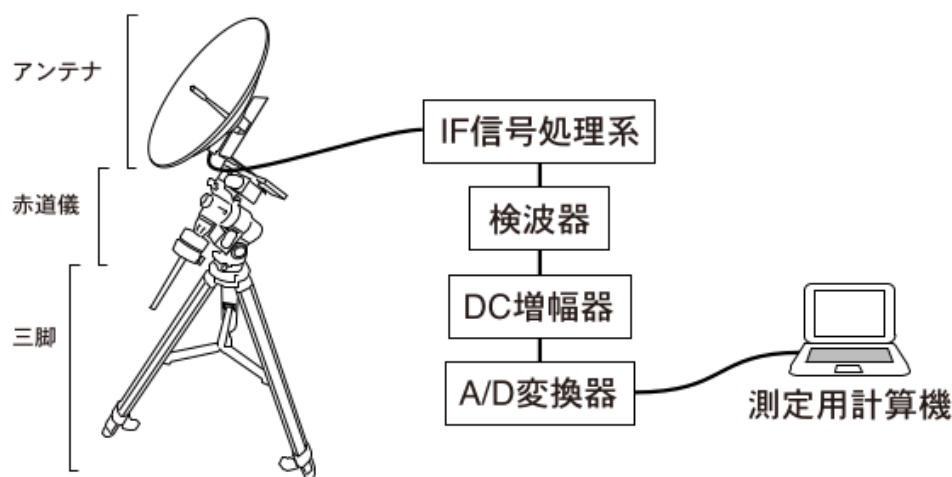 アンテナ
赤道儀
三脚
IF信号処理系
検波器
DC増幅器
A/D変換器
測定用計算機